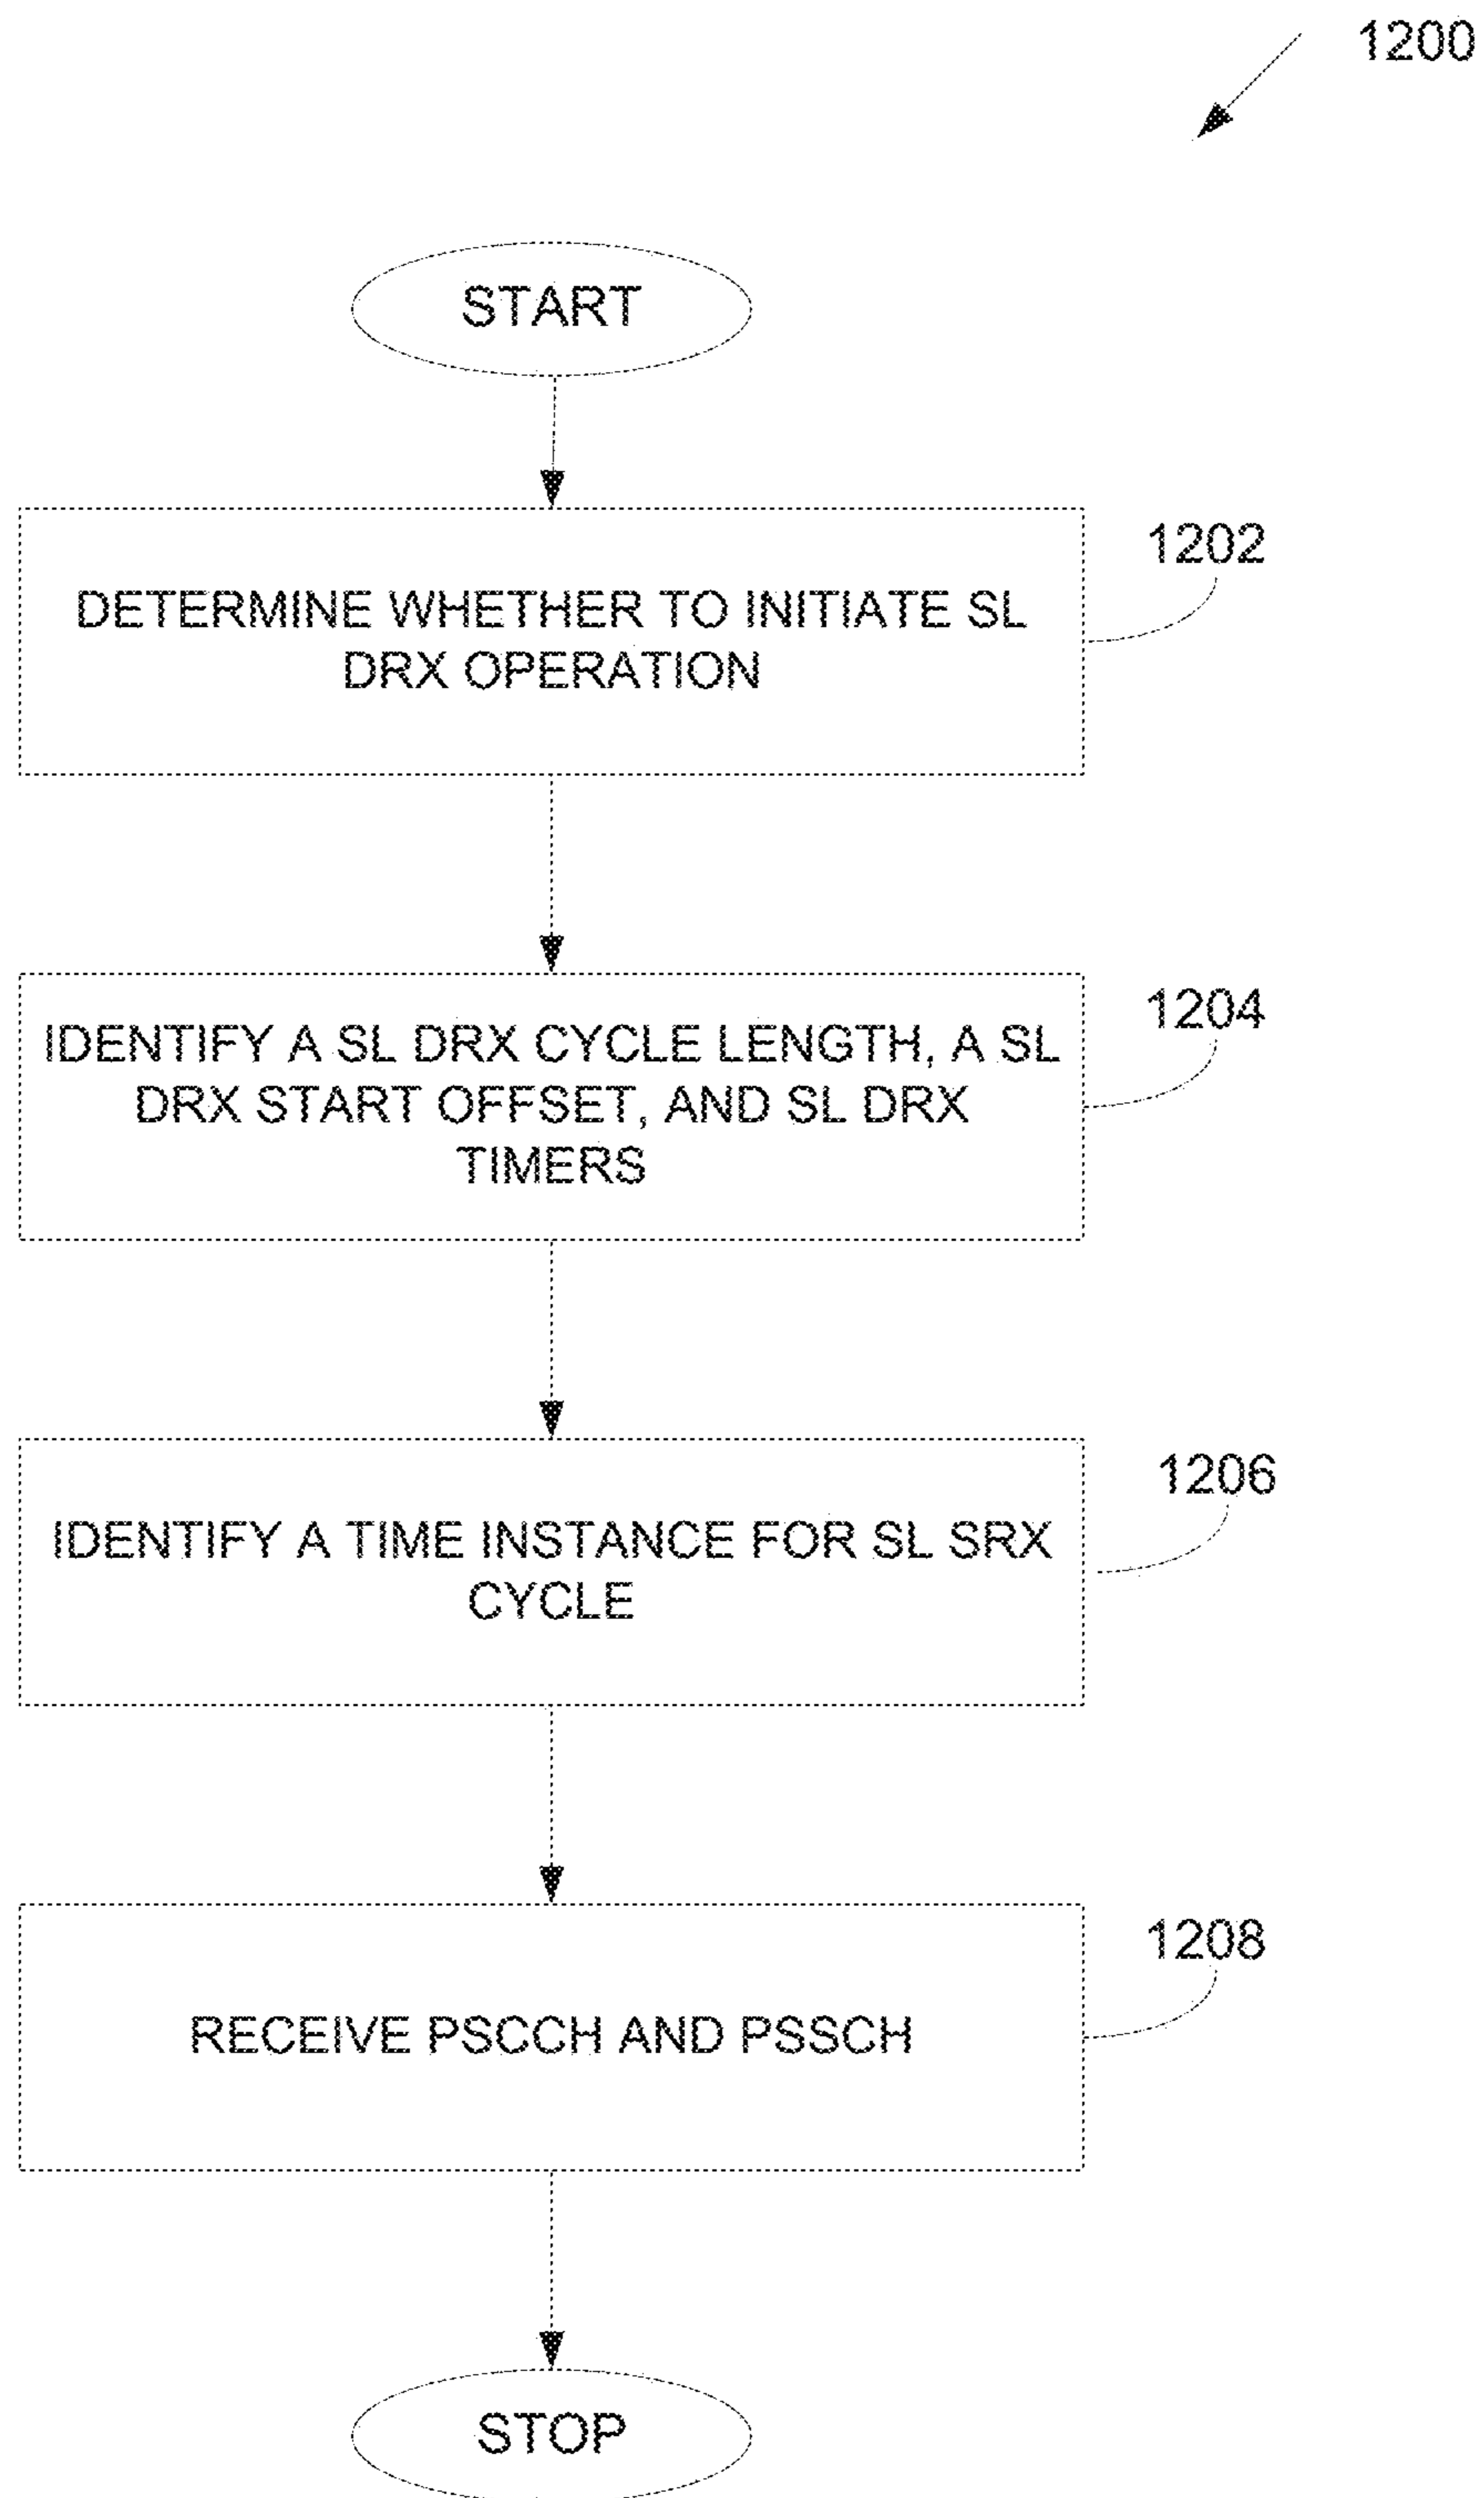 1200
START
1202
DETERMINE WHETHER TO INITIATE SL
DRX OPERATION
1204
IDENTIFY A SL DRX CYCLE LENGTH, A SL
DRX START OFFSET, AND SL DRX
TIMERS
1206
IDENTIFY A TIME INSTANCE FOR SL SRX
CYCLE
1208
RECEIVE PSCCH AND PSSCH
STOP